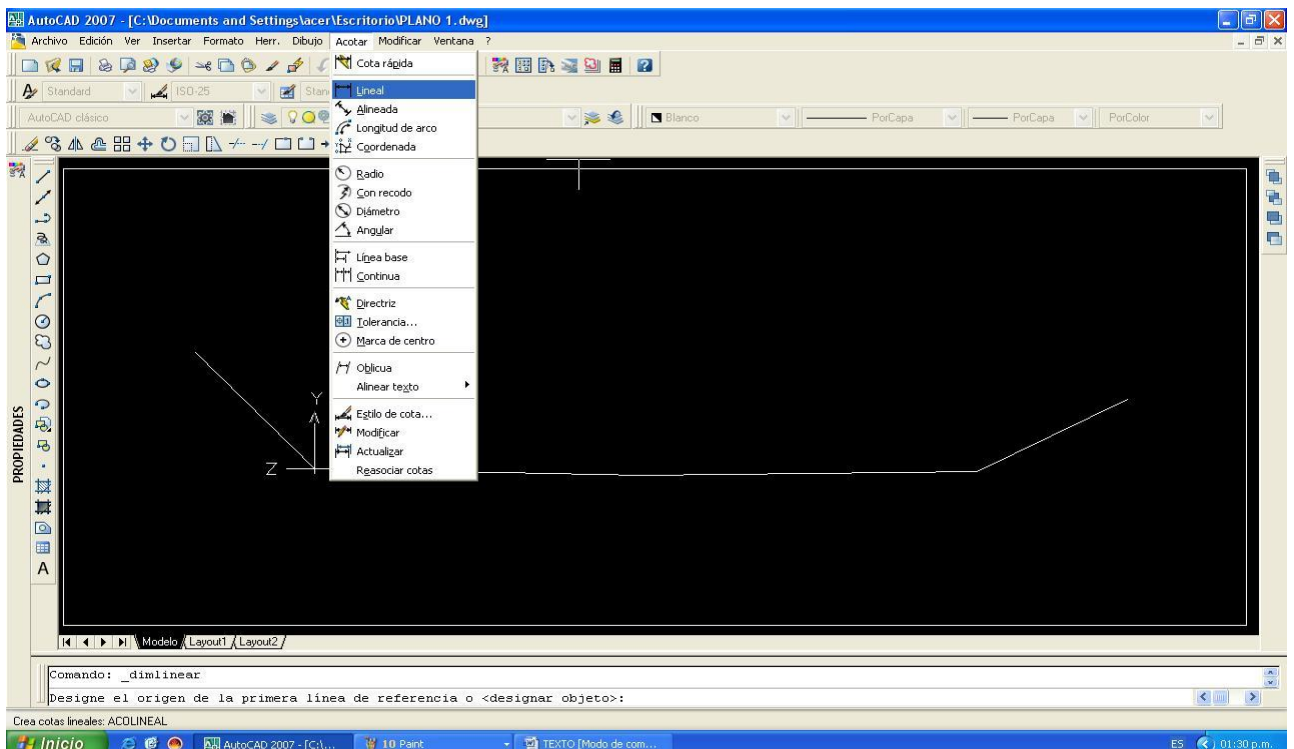 AutoCAD 2007 - [C:\Documents and Settings\acer\Escritorio\PLANO 1.dwg]
Archivo Edición Ver Insertar Formato Herr. Dibujo Acotar Modificar Ventana ?
Standard ISO-25 Stan
AutoCAD clásico Blanco PorCapa PorCapa PorColor
Cota rápida
Lineal
Alineada
Longitud de arco
Coordenada
Radio
Con recodo
Diámetro
Angular
Línea base
Continua
Directriz
Tolerancia...
Marca de centro
Oblicua
Alinear texto
Estilo de cota...
Modificar
Actualizar
Reasociar cotas
Y
Z
PROPIEDADES
A
Modelo Layout1 Layout2
Comando: _dimlinear
Designe el origen de la primera línea de referencia o <designar objeto>:
Crea cotas lineales: ACOLINEAL
Inicio AutoCAD 2007 - [C:\... 10 Paint TEXTO [Modo de com... ES 01:30 p.m.